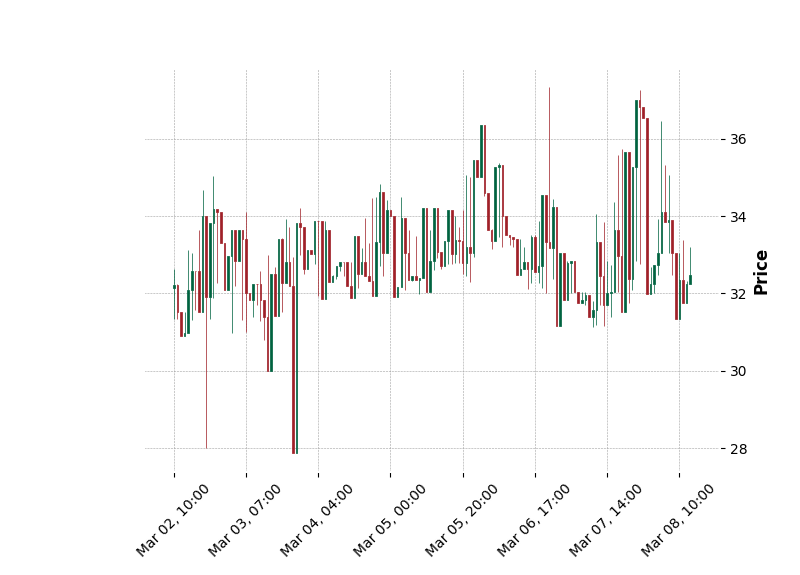 36
34
32
30
28
Price
Mar 02, 10:00
Mar 03, 07:00
Mar 04, 04:00
Mar 05, 00:00
Mar 05, 20:00
Mar 06, 17:00
Mar 07, 14:00
Mar 08, 10:00